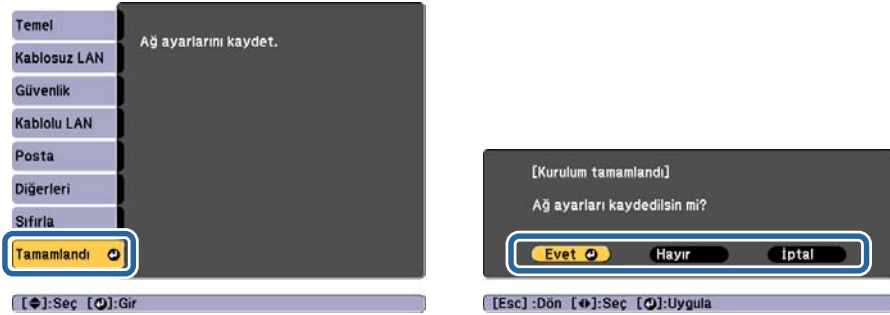 Temel
Kablosuz LAN
Güvenlik
Kablolu LAN
Posta
Diğerleri
Sıfırla
Tamamlandı
Ağ ayarlarını kaydet.
[ ]:Seç [ ]:Gir
[Kurulum tamamlandı]
Ağ ayarları kaydedilsin mi?
Evet Hayır İptal
[Esc] :Dön [ ]:Seç [ ]:Uygula